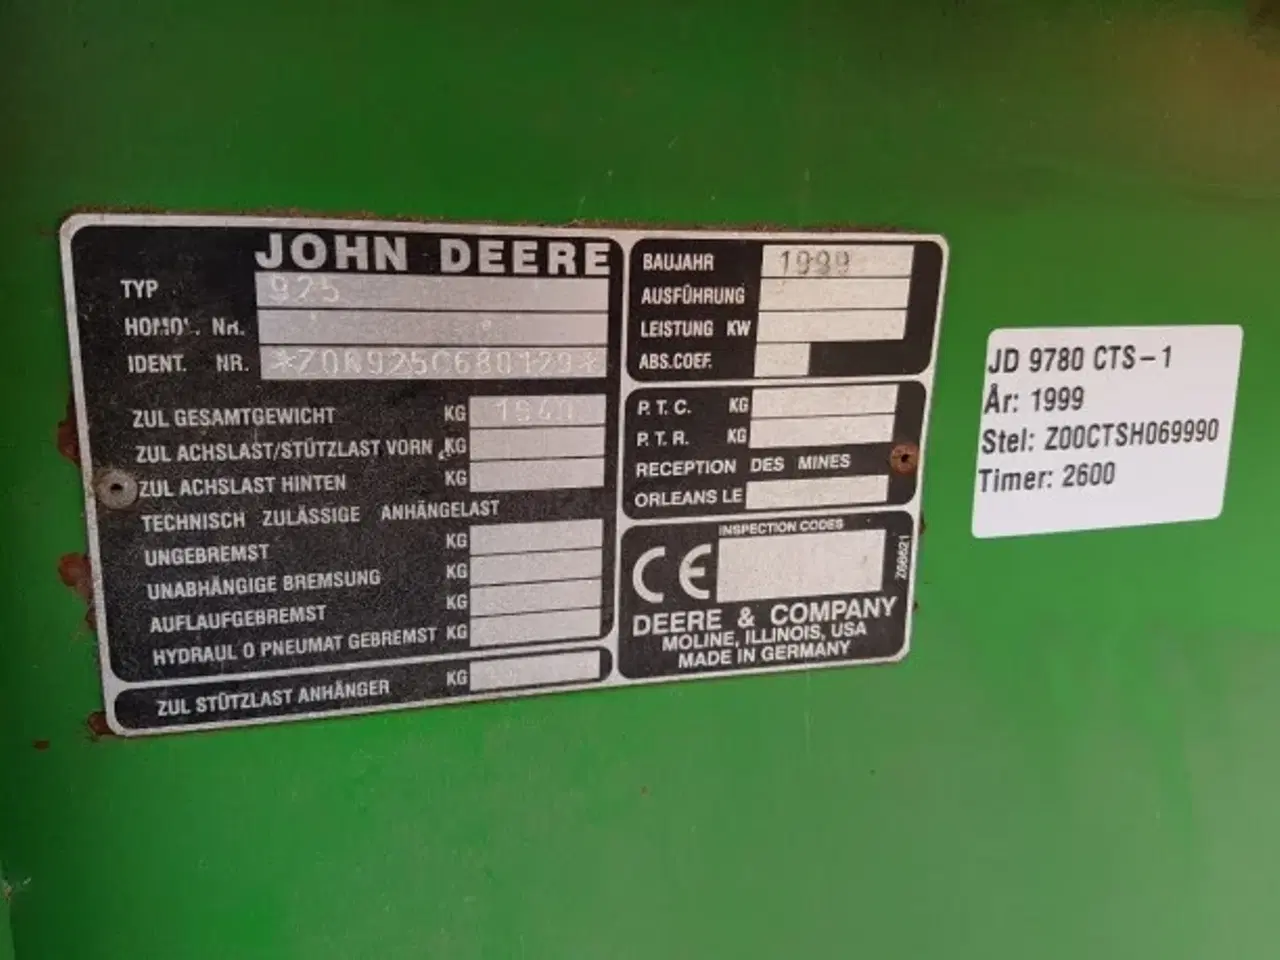 JOHN DEERE
TYP 925
HOMOL. NR.
IDENT. NR.
ZUL GESAMTGEWICHT KG 1940
ZUL ACHSLAST/STÜTZLAST VORN KG
ZUL ACHSLAST HINTEN KG
TECHNISCH ZULÄSSIGE ANHÄNGELAST
UNGEBREMST KG
UNABHÄNGIGE BREMSUNG KG
AUFLAUFGEBREMST KG
HYDRAUL O PNEUMAT GEBREMST KG
ZUL STÜTZLAST ANHÄNGER KG
BAUJAHR 1999
AUSFÜHRUNG
LEISTUNG KW
ABS.COEF.
P. T. C. KG
P. T. R. KG
RECEPTION DES MINES
ORLEANS LE
INSPECTION CODES
CE
Z66621
DEERE & COMPANY
MOLINE, ILLINOIS, USA
MADE IN GERMANY
JD 9780 CTS-1
År: 1999
Stel: Z00CTSH069990
Timer: 2600